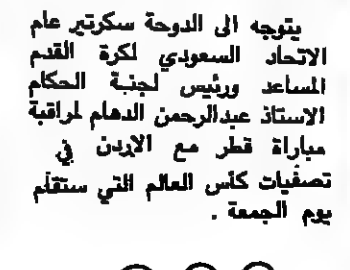 يتوجه الى الدوحة سكرتير عام
الاتحاد السعودي لكرة القدم
المساعد ورئيس لجنة الحكام
الاستاذ عبدالرحمن الدهام لمراقبة
مباراة قطر مع الاردن في
تصفيات كأس العالم التي ستقام
يوم الجمعة .